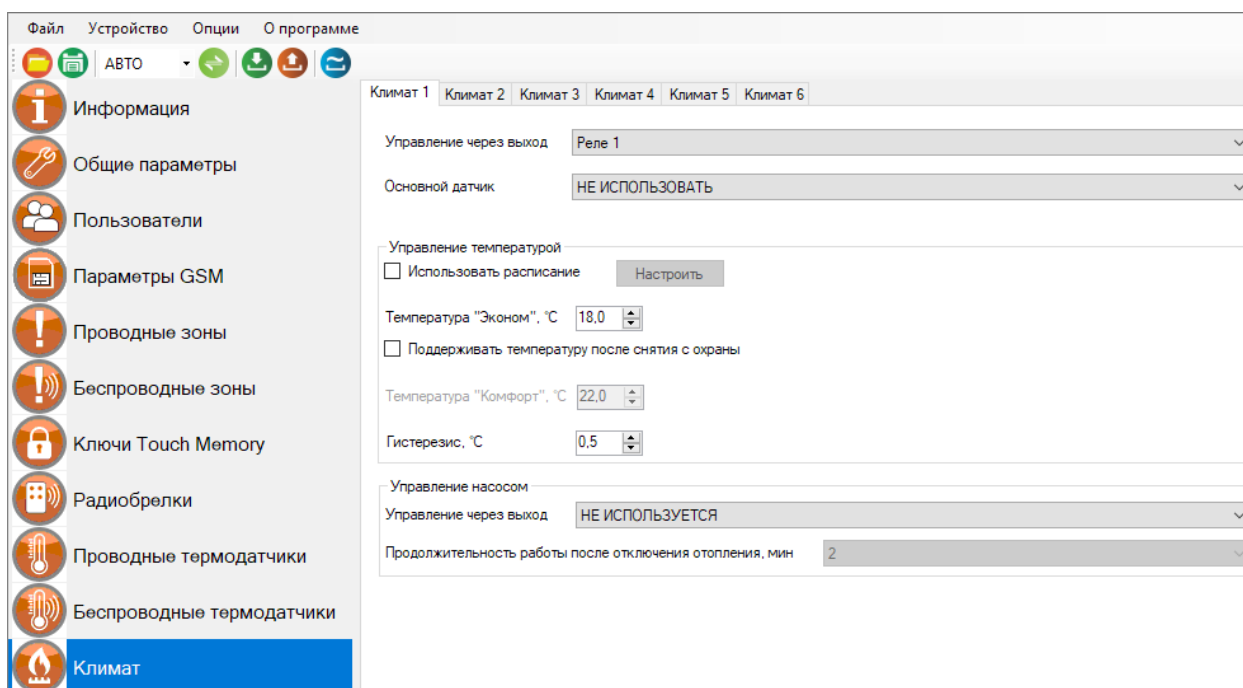 Файл Устройство Опции О программе
АВТО
Информация
Общие параметры
Пользователи
Параметры GSM
Проводные зоны
Беспроводные зоны
Ключи Touch Memory
Радиобрелки
Проводные термодатчики
Беспроводные термодатчики
Климат
Климат 1 Климат 2 Климат 3 Климат 4 Климат 5 Климат 6
Управление через выход Реле 1
Основной датчик НЕ ИСПОЛЬЗОВАТЬ
Управление температурой
Использовать расписание Настроить
Температура "Эконом", °C 18,0
Поддерживать температуру после снятия с охраны
Температура "Комфорт", °C 22,0
Гистерезис, °C 0,5
Управление насосом
Управление через выход НЕ ИСПОЛЬЗУЕТСЯ
Продолжительность работы после отключения отопления, мин 2